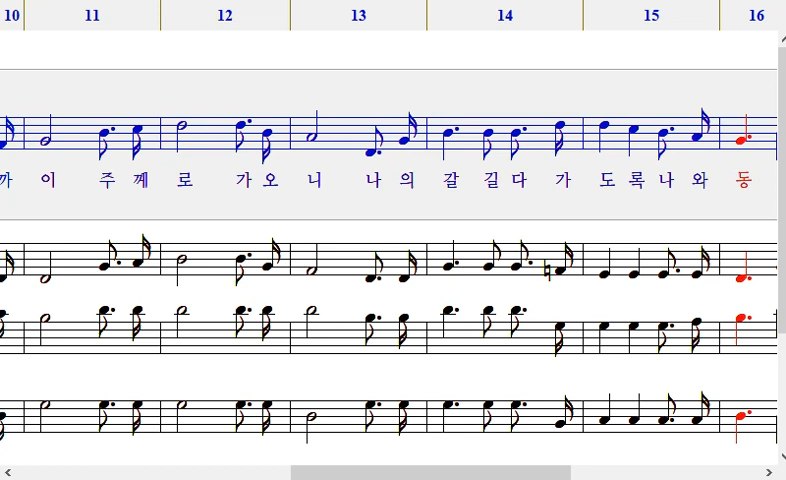 10 11 12 13 14 15 16
까 이 주 께 로 가 오 니 나 의 갈 길 다 가 도 록 나 와 동